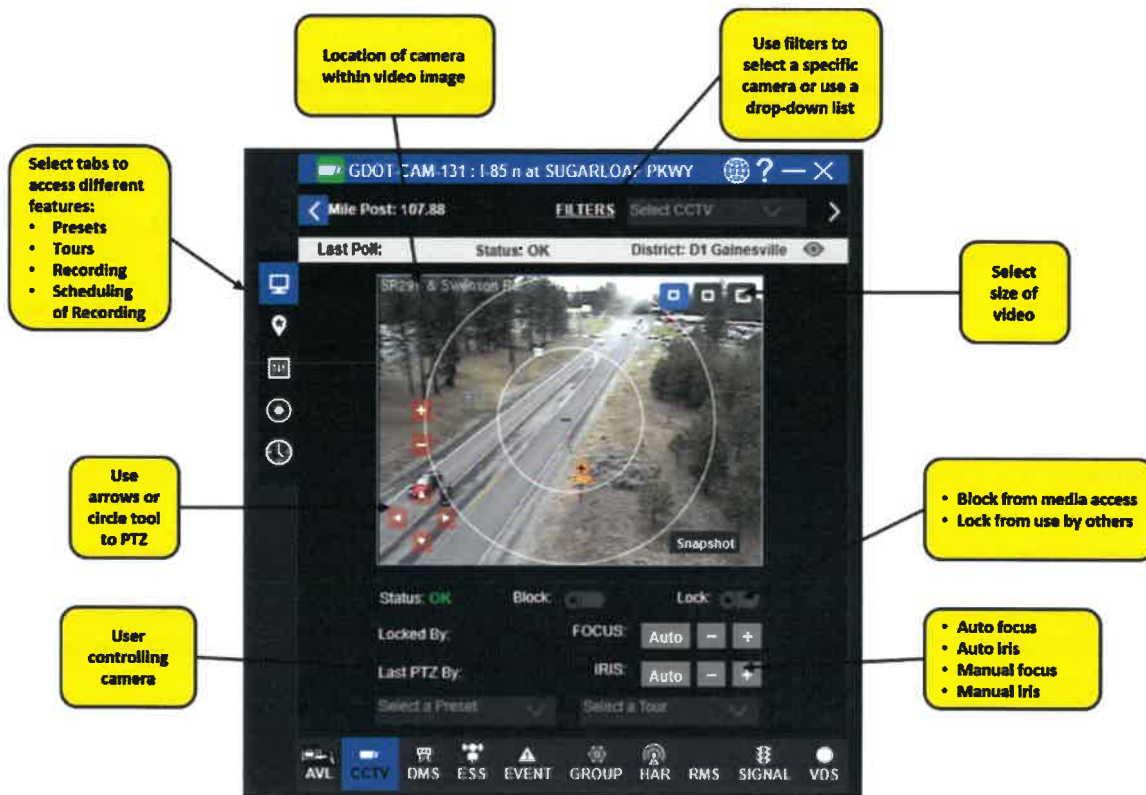 Location of camera
within video image
Use filters to
select a specific
camera or use a
drop-down list
Select tabs to
access different
features:
• Presets
• Tours
• Recording
• Scheduling
of Recording
GDOT-CAM-131 : I-85 n at SUGARLOAF PKWY
Mile Post: 107.88
FILTERS
Select CCTV
Last Poll:
Status: OK
District: D1 Gainesville
Select
size of
video
& Swenson
Use
arrows or
circle tool
to PTZ
Snapshot
• Block from media access
• Lock from use by others
Status: OK
Block:
Lock:
User
controlling
camera
Locked By:
FOCUS:
Auto
−
+
Last PTZ By:
IRIS:
Auto
−
+
• Auto focus
• Auto iris
• Manual focus
• Manual iris
Select a Preset
Select a Tour
AVL
CCTV
DMS
ESS
EVENT
GROUP
HAR
RMS
SIGNAL
VDS